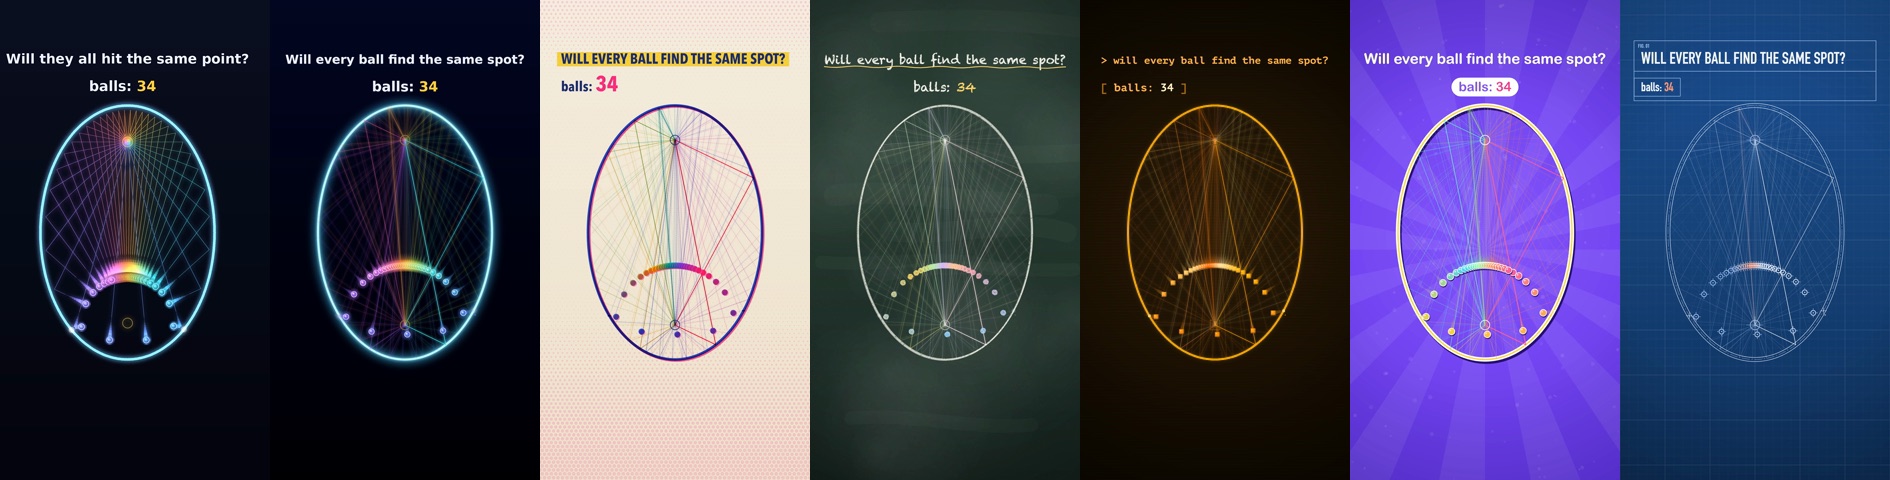 Will they all hit the same point?
balls: 34
Will every ball find the same spot?
balls: 34
WILL EVERY BALL FIND THE SAME SPOT?
balls: 34
Will every ball find the same spot?
balls: 34
> will every ball find the same spot?
[ balls: 34 ]
Will every ball find the same spot?
balls: 34
WILL EVERY BALL FIND THE SAME SPOT?
balls: 34